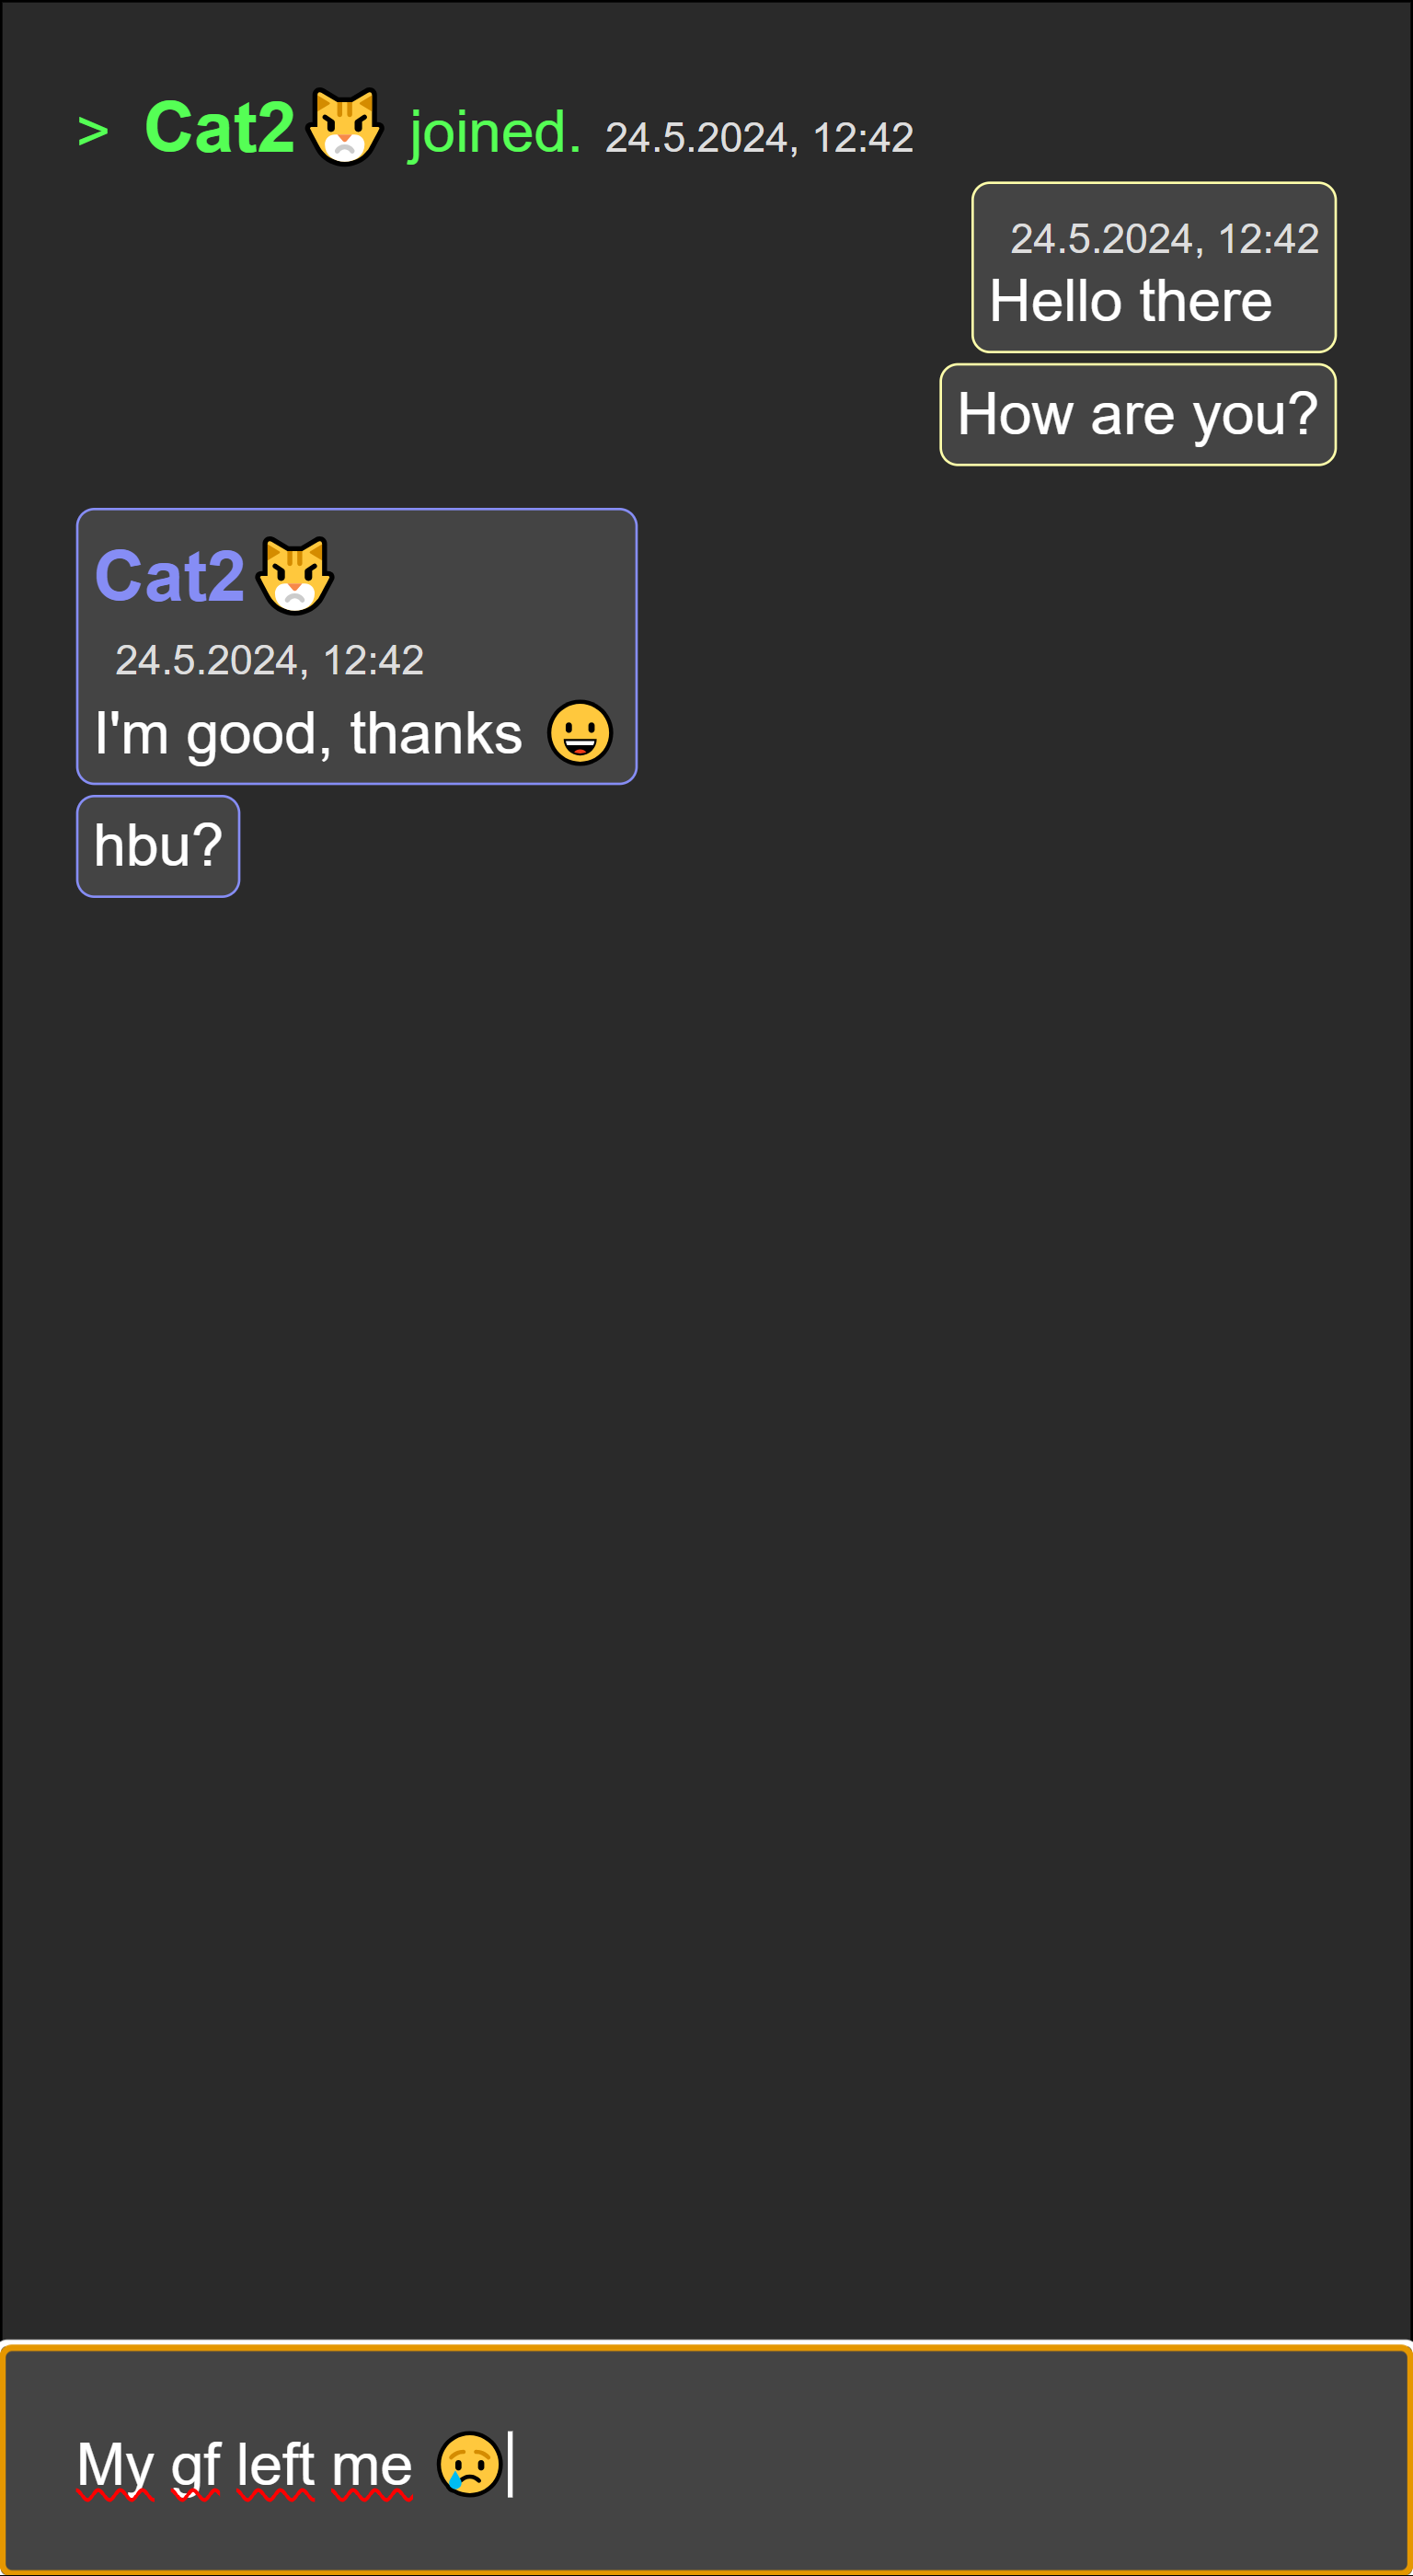 > Cat2😾 joined. 24.5.2024, 12:42
24.5.2024, 12:42
Hello there
How are you?
Cat2😾
24.5.2024, 12:42
I'm good, thanks 😀
hbu?
My gf left me 😢